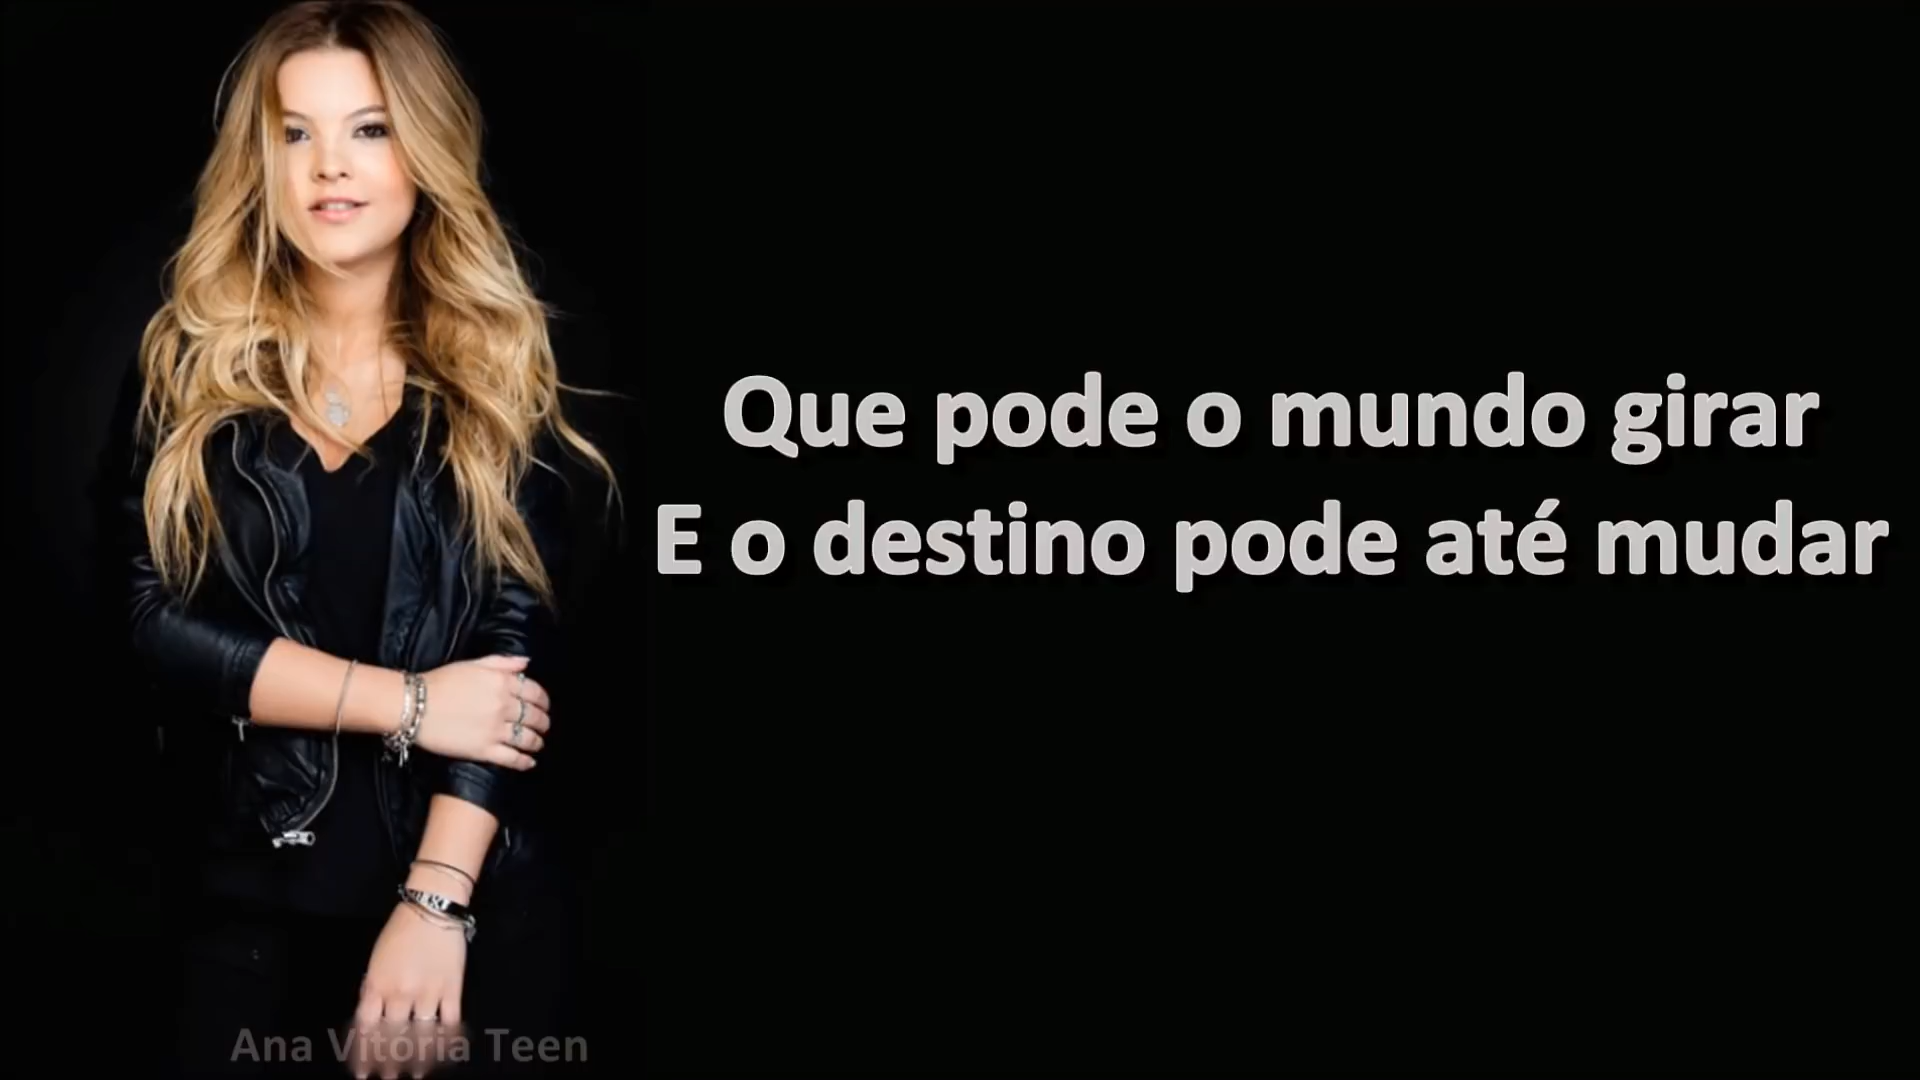 Que pode o mundo girar
E o destino pode até mudar
Ana Vitória Teen